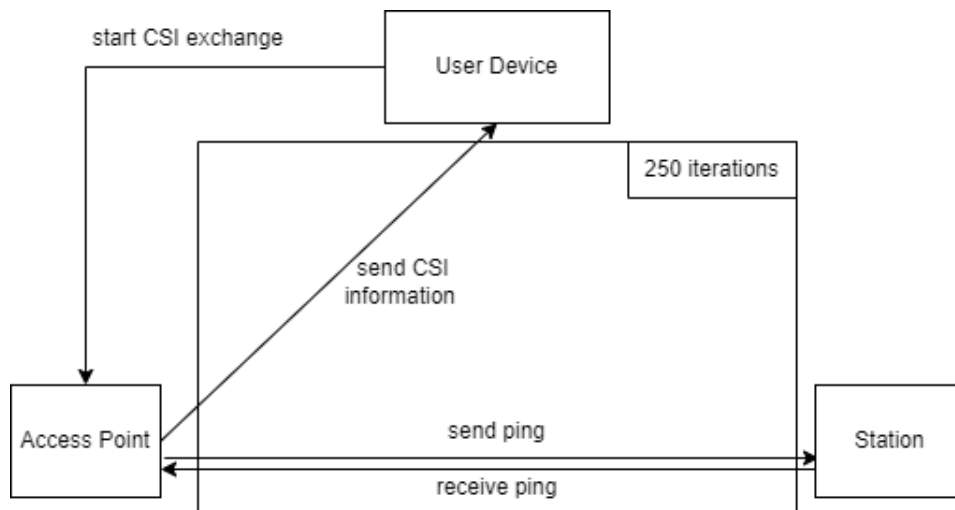 start CSI exchange
User Device
250 iterations
send CSI
information
Access Point
send ping
Station
receive ping